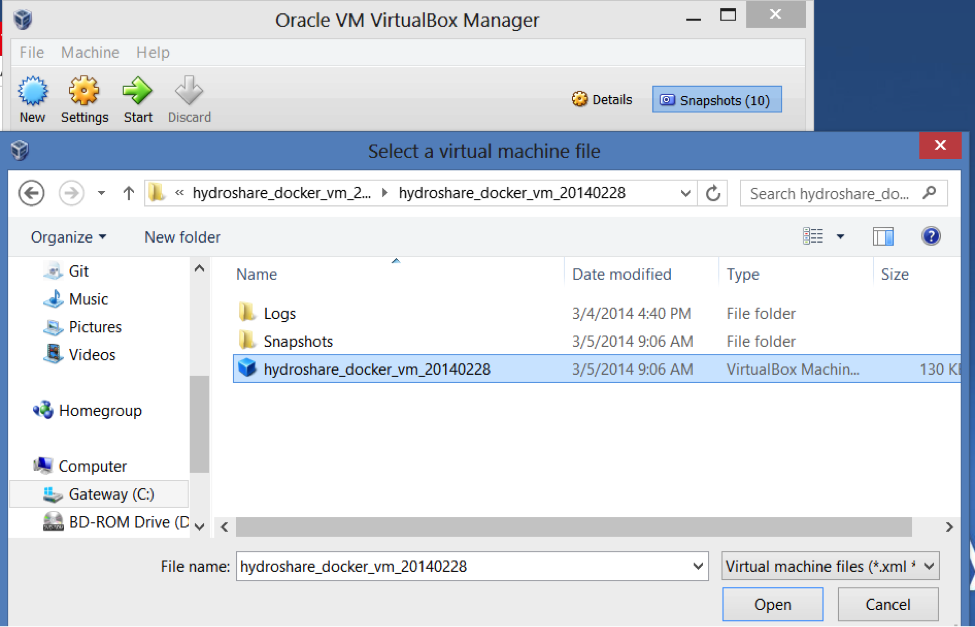 Oracle VM VirtualBox Manager
File Machine Help
New Settings Start Discard Details Snapshots (10)
Select a virtual machine file
« hydroshare_docker_vm_2... hydroshare_docker_vm_20140228 Search hydroshare_do...
Organize New folder
Git
Music
Pictures
Videos
Homegroup
Computer
Gateway (C:)
BD-ROM Drive (D
Name Date modified Type Size
Logs 3/4/2014 4:40 PM File folder
Snapshots 3/5/2014 9:06 AM File folder
hydroshare_docker_vm_20140228 3/5/2014 9:06 AM VirtualBox Machin... 130 K
File name: hydroshare_docker_vm_20140228 Virtual machine files (*.xml *
Open Cancel